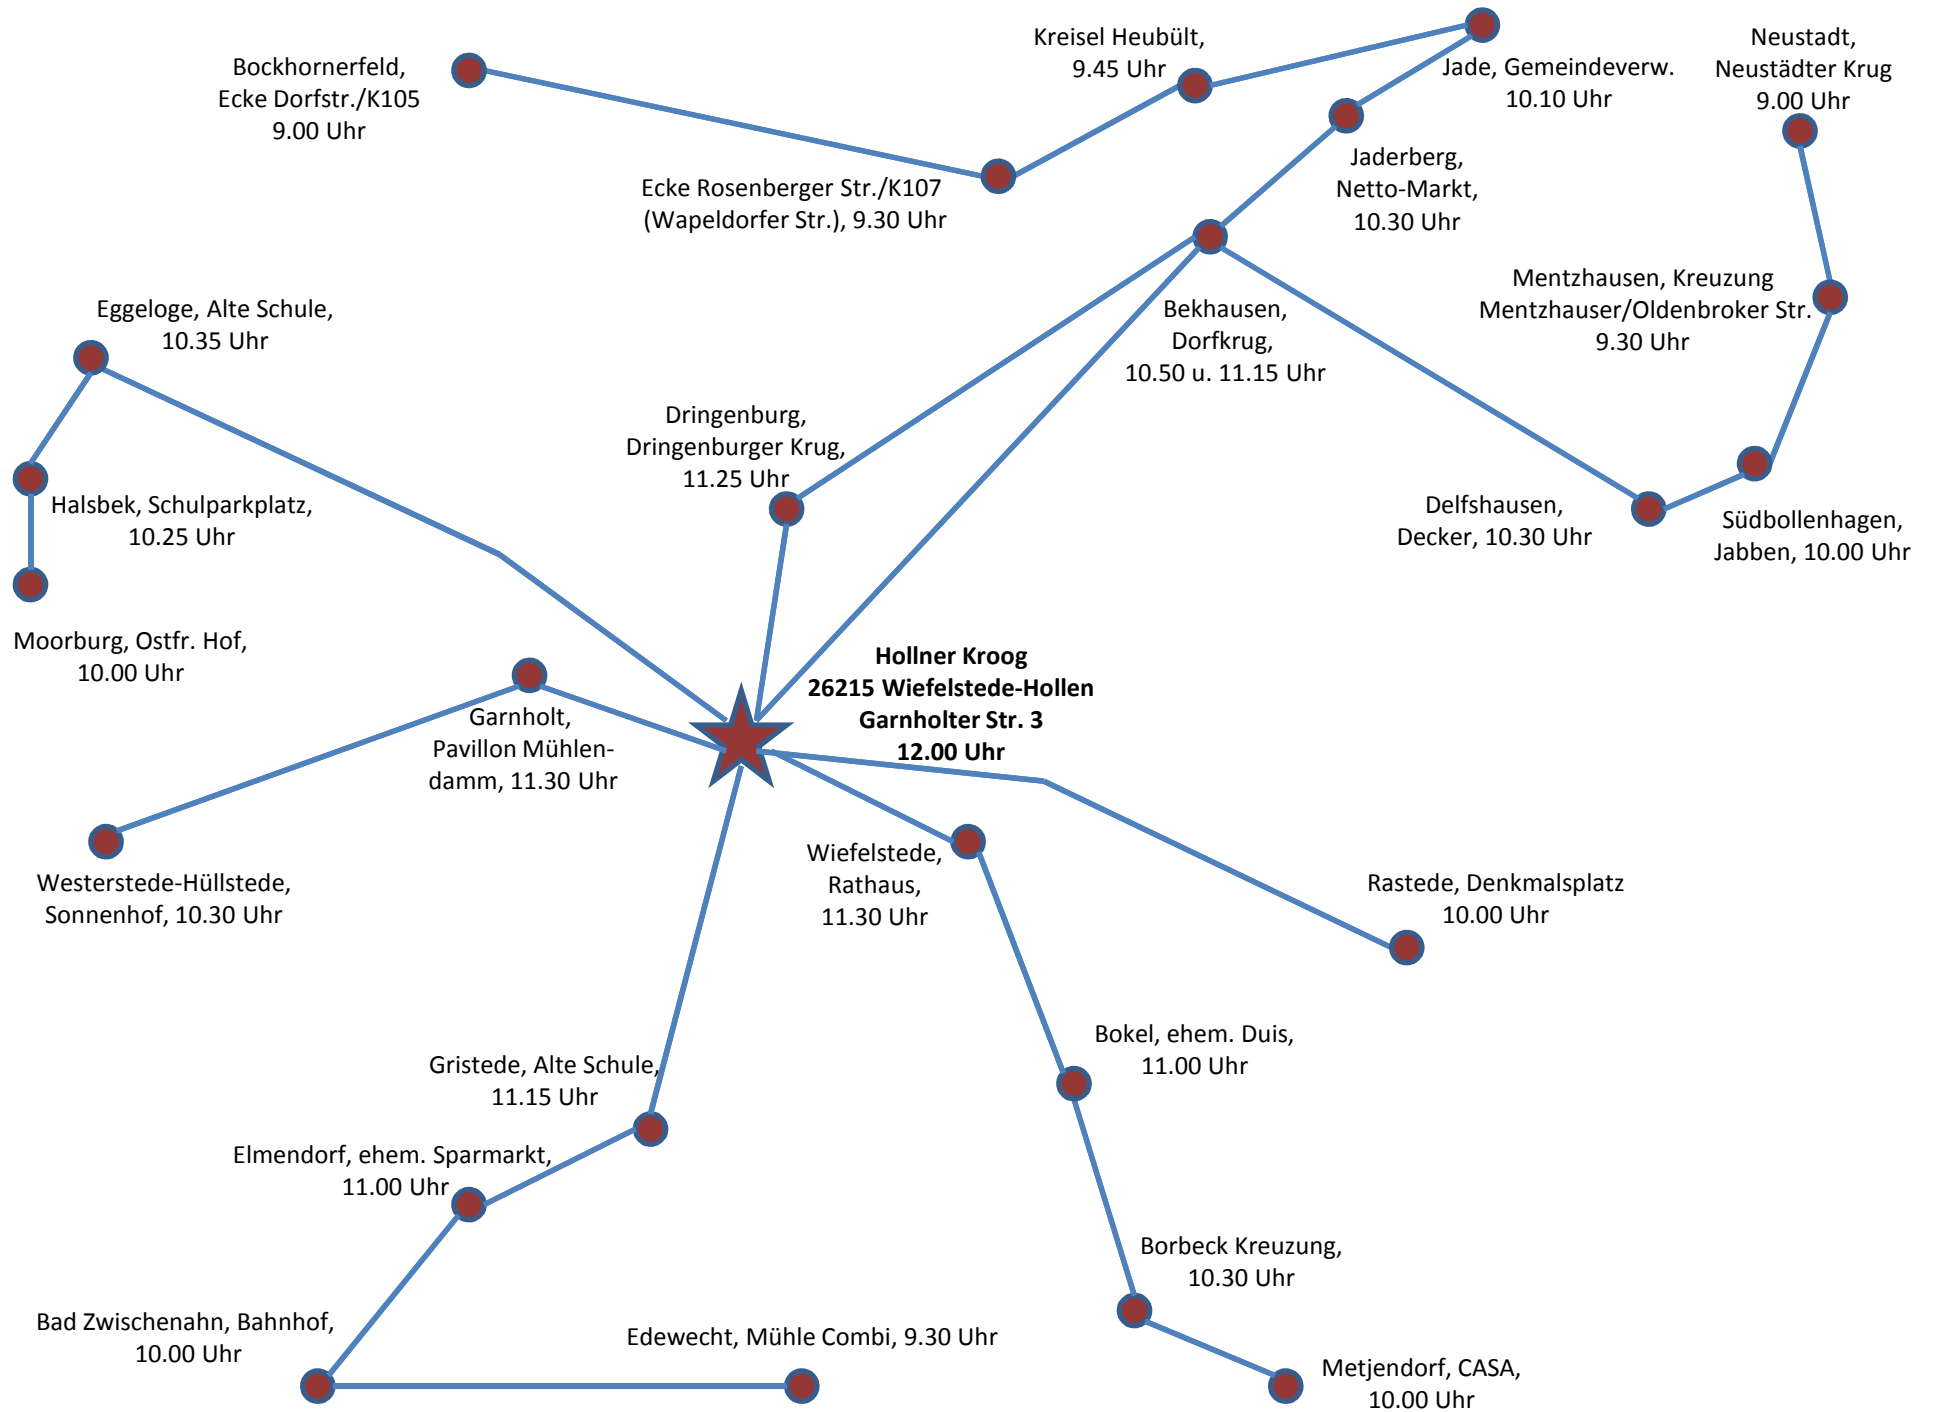 Bockhornerfeld,
Ecke Dorfstr./K105
9.00 Uhr
Kreisel Heubült,
9.45 Uhr
Jade, Gemeindeverw.
10.10 Uhr
Neustadt,
Neustädter Krug
9.00 Uhr
Ecke Rosenberger Str./K107
(Wapeldorfer Str.), 9.30 Uhr
Jaderberg,
Netto-Markt,
10.30 Uhr
Mentzhausen, Kreuzung
Mentzhauser/Oldenbroker Str.
9.30 Uhr
Eggeloge, Alte Schule,
10.35 Uhr
Bekhausen,
Dorfkrug,
10.50 u. 11.15 Uhr
Dringenburg,
Dringenburger Krug,
11.25 Uhr
Halsbek, Schulparkplatz,
10.25 Uhr
Delfshausen,
Decker, 10.30 Uhr
Südbollenhagen,
Jabben, 10.00 Uhr
Moorburg, Ostfr. Hof,
10.00 Uhr
Hollner Kroog
26215 Wiefelstede-Hollen
Garnholter Str. 3
12.00 Uhr
Garnholt,
Pavillon Mühlen-
damm, 11.30 Uhr
Westerstede-Hüllstede,
Sonnenhof, 10.30 Uhr
Wiefelstede,
Rathaus,
11.30 Uhr
Rastede, Denkmalsplatz
10.00 Uhr
Gristede, Alte Schule,
11.15 Uhr
Bokel, ehem. Duis,
11.00 Uhr
Elmendorf, ehem. Sparmarkt,
11.00 Uhr
Borbeck Kreuzung,
10.30 Uhr
Bad Zwischenahn, Bahnhof,
10.00 Uhr
Edewecht, Mühle Combi, 9.30 Uhr
Metjendorf, CASA,
10.00 Uhr